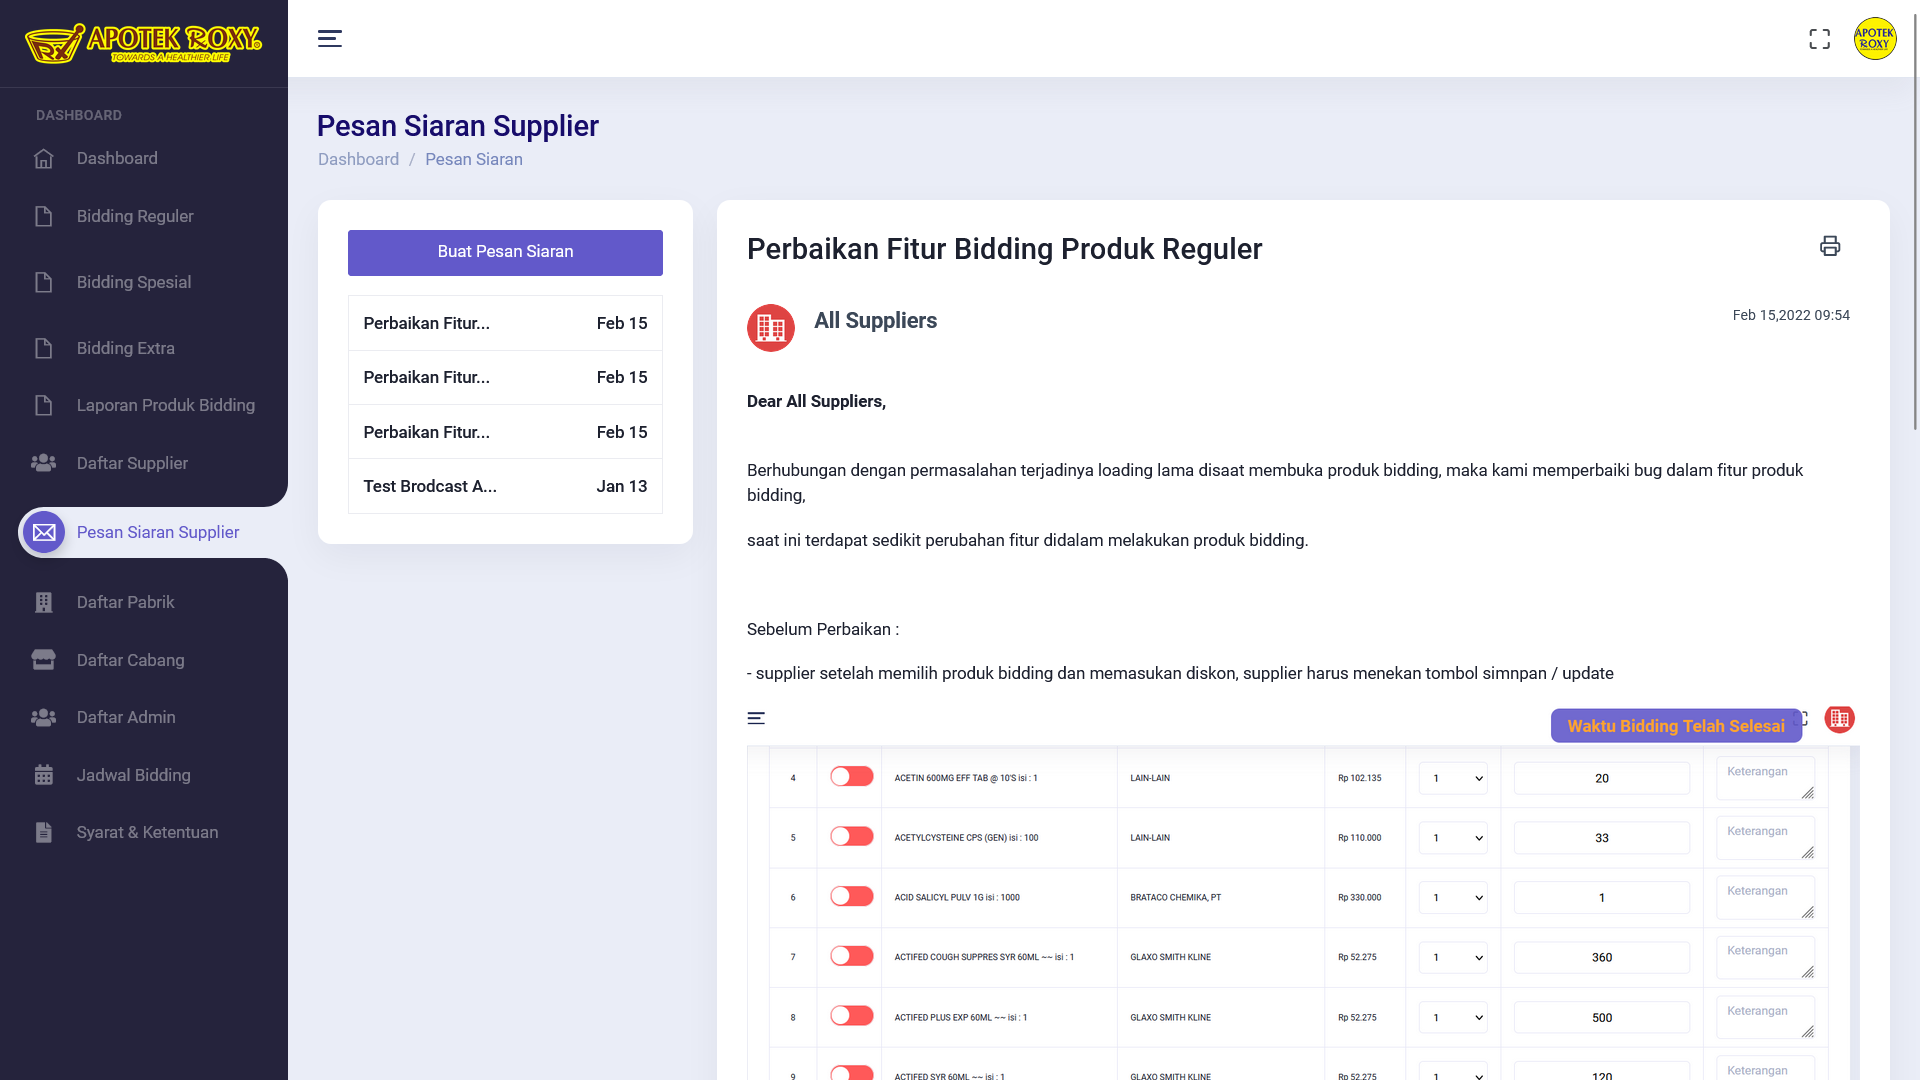 APOTEK ROXY
TOWARDS A HEALTHIER LIFE
DASHBOARD
Dashboard
Bidding Reguler
Bidding Spesial
Bidding Extra
Laporan Produk Bidding
Daftar Supplier
Pesan Siaran Supplier
Daftar Pabrik
Daftar Cabang
Daftar Admin
Jadwal Bidding
Syarat & Ketentuan
APOTEK
ROXY
Pesan Siaran Supplier
Dashboard / Pesan Siaran
Buat Pesan Siaran
Perbaikan Fitur... Feb 15
Perbaikan Fitur... Feb 15
Perbaikan Fitur... Feb 15
Test Brodcast A... Jan 13
Perbaikan Fitur Bidding Produk Reguler
All Suppliers
Feb 15,2022 09:54
Dear All Suppliers,
Berhubungan dengan permasalahan terjadinya loading lama disaat membuka produk bidding, maka kami memperbaiki bug dalam fitur produk
bidding,
saat ini terdapat sedikit perubahan fitur didalam melakukan produk bidding.
Sebelum Perbaikan :
- supplier setelah memilih produk bidding dan memasukan diskon, supplier harus menekan tombol simnpan / update
Waktu Bidding Telah Selesai
4 ACETIN 600MG EFF TAB @ 10'S isi : 1 LAIN-LAIN Rp 102.135 1 20 Keterangan
5 ACETYLCYSTEINE CPS (GEN) isi : 100 LAIN-LAIN Rp 110.000 1 33 Keterangan
6 ACID SALICYL PULV 1G isi : 1000 BRATACO CHEMIKA, PT Rp 330.000 1 1 Keterangan
7 ACTIFED COUGH SUPPRES SYR 60ML ~~ isi : 1 GLAXO SMITH KLINE Rp 52.275 1 360 Keterangan
8 ACTIFED PLUS EXP 60ML ~~ isi : 1 GLAXO SMITH KLINE Rp 52.275 1 500 Keterangan
9 ACTIFED SYR 60ML ~~ isi : 1 GLAXO SMITH KLINE Rp 52.275 1 120 Keterangan